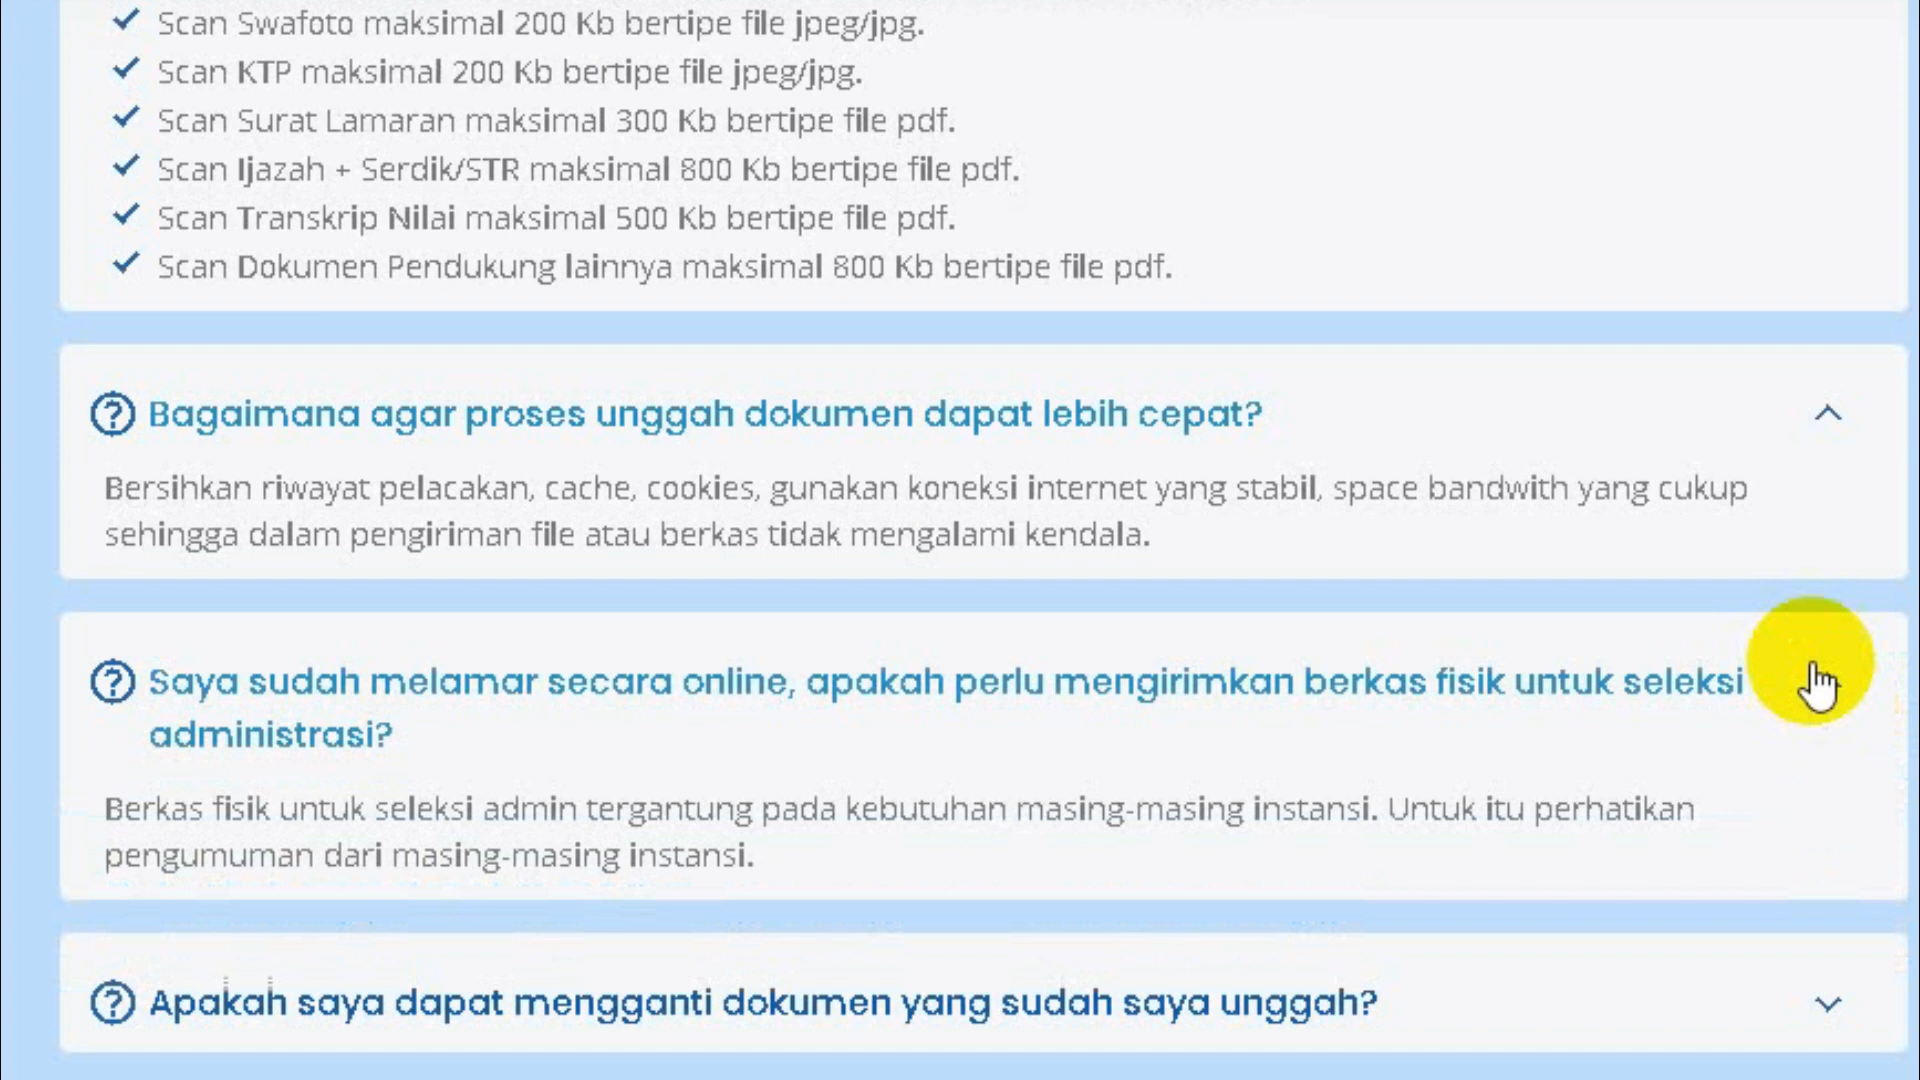 Scan Swafoto maksimal 200 Kb bertipe file jpeg/jpg.
Scan KTP maksimal 200 Kb bertipe file jpeg/jpg.
Scan Surat Lamaran maksimal 300 Kb bertipe file pdf.
Scan Ijazah + Serdik/STR maksimal 800 Kb bertipe file pdf.
Scan Transkrip Nilai maksimal 500 Kb bertipe file pdf.
Scan Dokumen Pendukung lainnya maksimal 800 Kb bertipe file pdf.
Bagaimana agar proses unggah dokumen dapat lebih cepat?
Bersihkan riwayat pelacakan, cache, cookies, gunakan koneksi internet yang stabil, space bandwith yang cukup
sehingga dalam pengiriman file atau berkas tidak mengalami kendala.
Saya sudah melamar secara online, apakah perlu mengirimkan berkas fisik untuk seleksi
administrasi?
Berkas fisik untuk seleksi admin tergantung pada kebutuhan masing-masing instansi. Untuk itu perhatikan
pengumuman dari masing-masing instansi.
Apakah saya dapat mengganti dokumen yang sudah saya unggah?